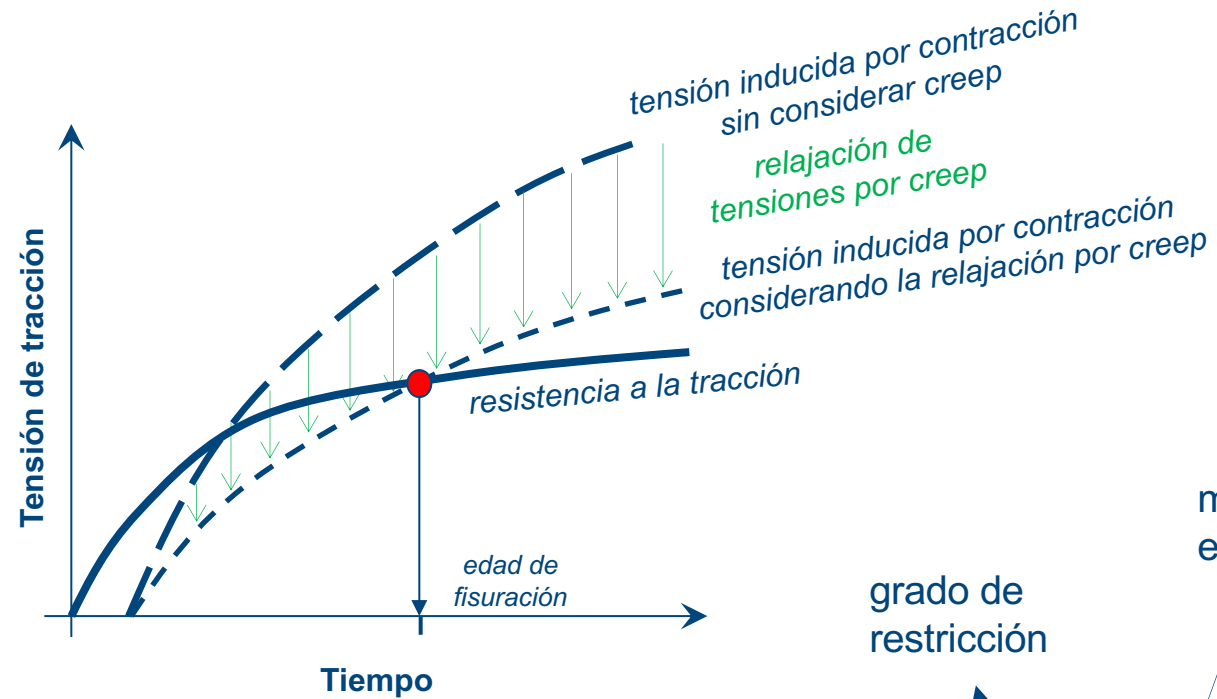 tensión inducida por contracción
sin considerar creep
relajación de
tensiones por creep
tensión inducida por contracción
considerando la relajación por creep
Tensión de tracción
resistencia a la tracción
edad de
fisuración
Tiempo
grado de
restricción
m
e